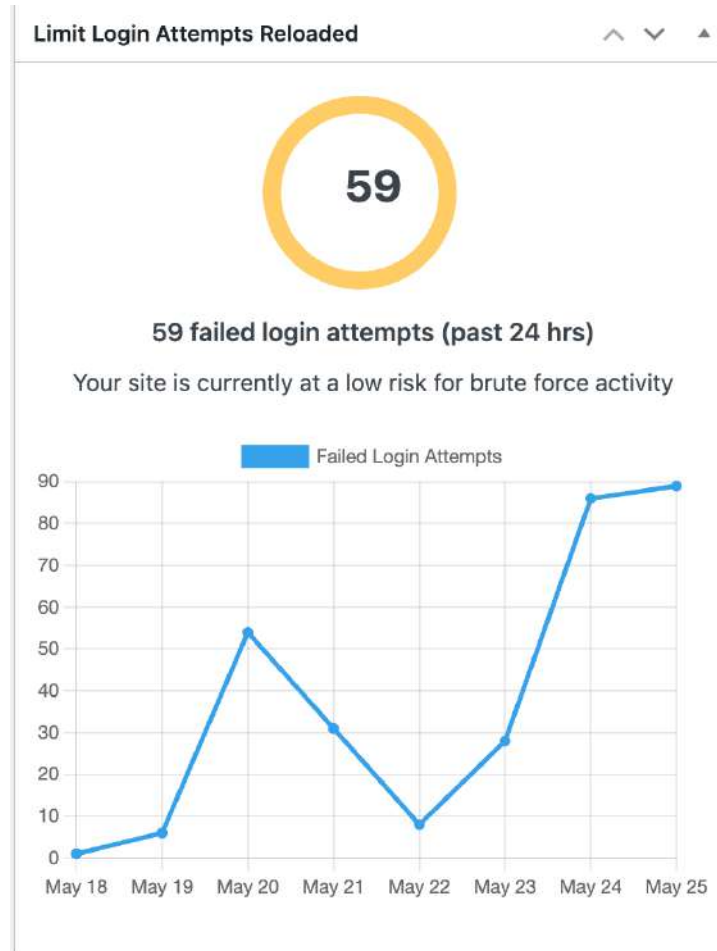 Limit Login Attempts Reloaded
59
59 failed login attempts (past 24 hrs)
Your site is currently at a low risk for brute force activity
Failed Login Attempts
90
80
70
60
50
40
30
20
10
0
May 18 May 19 May 20 May 21 May 22 May 23 May 24 May 25